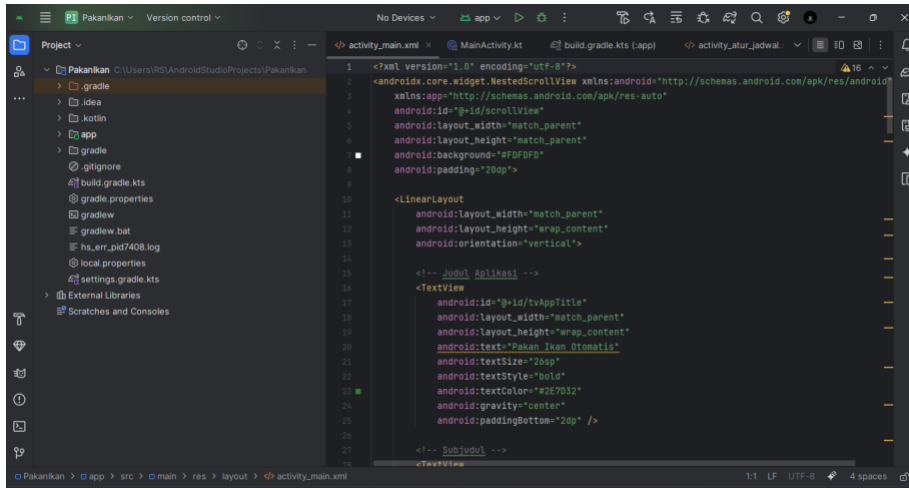 PI PakanIkan Version control No Devices app
Project
activity_main.xml MainActivity.kt build.gradle.kts (:app) activity_atur_jadwal.
PakanIkan C:\Users\RS\AndroidStudioProjects\PakanIkan
.gradle
.idea
.kotlin
app
gradle
.gitignore
build.gradle.kts
gradle.properties
gradlew
gradlew.bat
hs_err_pid7408.log
local.properties
settings.gradle.kts
External Libraries
Scratches and Consoles
16
1 <?xml version="1.0" encoding="utf-8"?>
2 <androidx.core.widget.NestedScrollView xmlns:android="http://schemas.android.com/apk/res/android"
3 xmlns:app="http://schemas.android.com/apk/res-auto"
4 android:id="@+id/scrollView"
5 android:layout_width="match_parent"
6 android:layout_height="match_parent"
7 android:background="#FDFDFD"
8 android:padding="20dp">
9
10 <LinearLayout
11 android:layout_width="match_parent"
12 android:layout_height="wrap_content"
13 android:orientation="vertical">
14
15 <!-- Judul Aplikasi -->
16 <TextView
17 android:id="@+id/tvAppTitle"
18 android:layout_width="match_parent"
19 android:layout_height="wrap_content"
20 android:text="Pakan Ikan Otomatis"
21 android:textSize="26sp"
22 android:textStyle="bold"
23 android:textColor="#2E7D32"
24 android:gravity="center"
25 android:paddingBottom="2dp" />
26
27 <!-- Subjudul -->
28 <TextView
PakanIkan > app > src > main > res > layout > activity_main.xml 1:1 LF UTF-8 4 spaces